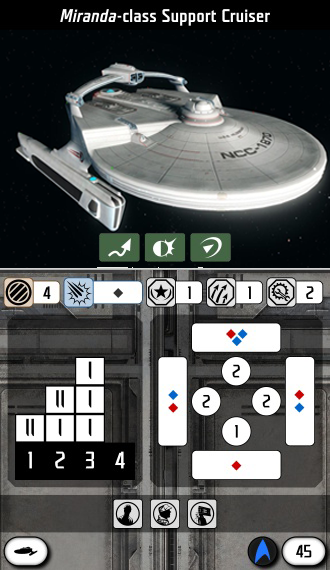 Miranda-class Support Cruiser
NCC-1870
4 1 1 2
I
II I
II I I
1 2 3 4
2
2 2
1
45